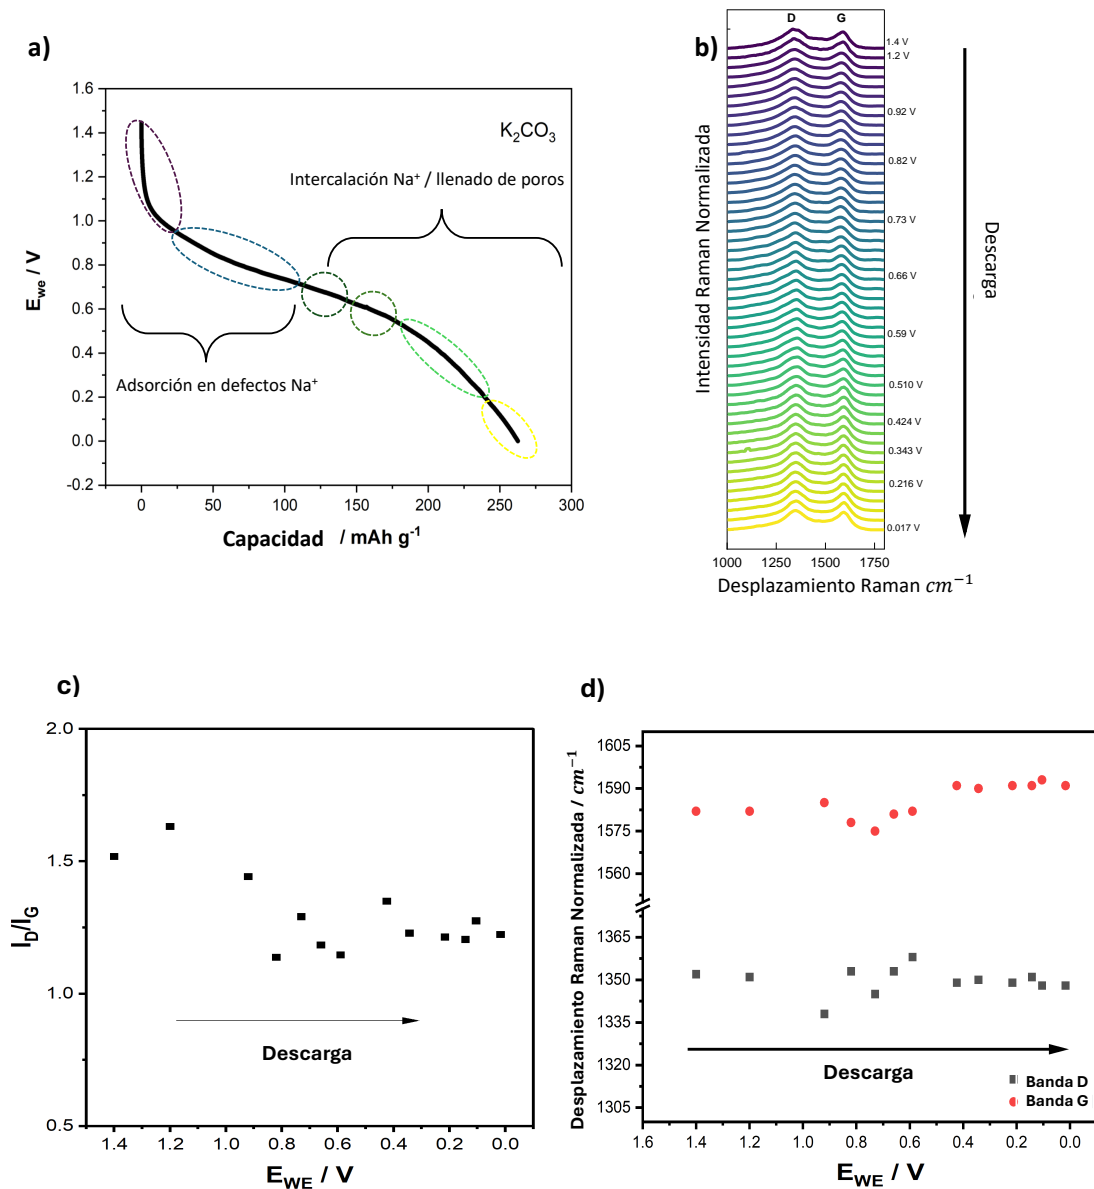 a)
1.6
1.4
1.2
1.0
0.8
0.6
0.4
0.2
0.0
-0.2
E_we / V
K₂CO₃
Intercalación Na⁺ / llenado de poros
Adsorción en defectos Na⁺
0 50 100 150 200 250 300
Capacidad / mAh g⁻¹
b)
D G
1.4 V
1.2 V
0.92 V
0.82 V
0.73 V
0.66 V
0.59 V
0.510 V
0.424 V
0.343 V
0.216 V
0.017 V
Intensidad Raman Normalizada
Descarga
1000 1250 1500 1750
Desplazamiento Raman cm⁻¹
c)
2.0
1.5
1.0
0.5
I_D/I_G
Descarga
1.4 1.2 1.0 0.8 0.6 0.4 0.2 0.0
E_WE / V
d)
1605
1590
1575
1560
1365
1350
1335
1320
1305
Desplazamiento Raman Normalizada / cm⁻¹
Descarga
Banda D
Banda G
1.6 1.4 1.2 1.0 0.8 0.6 0.4 0.2 0.0
E_WE / V